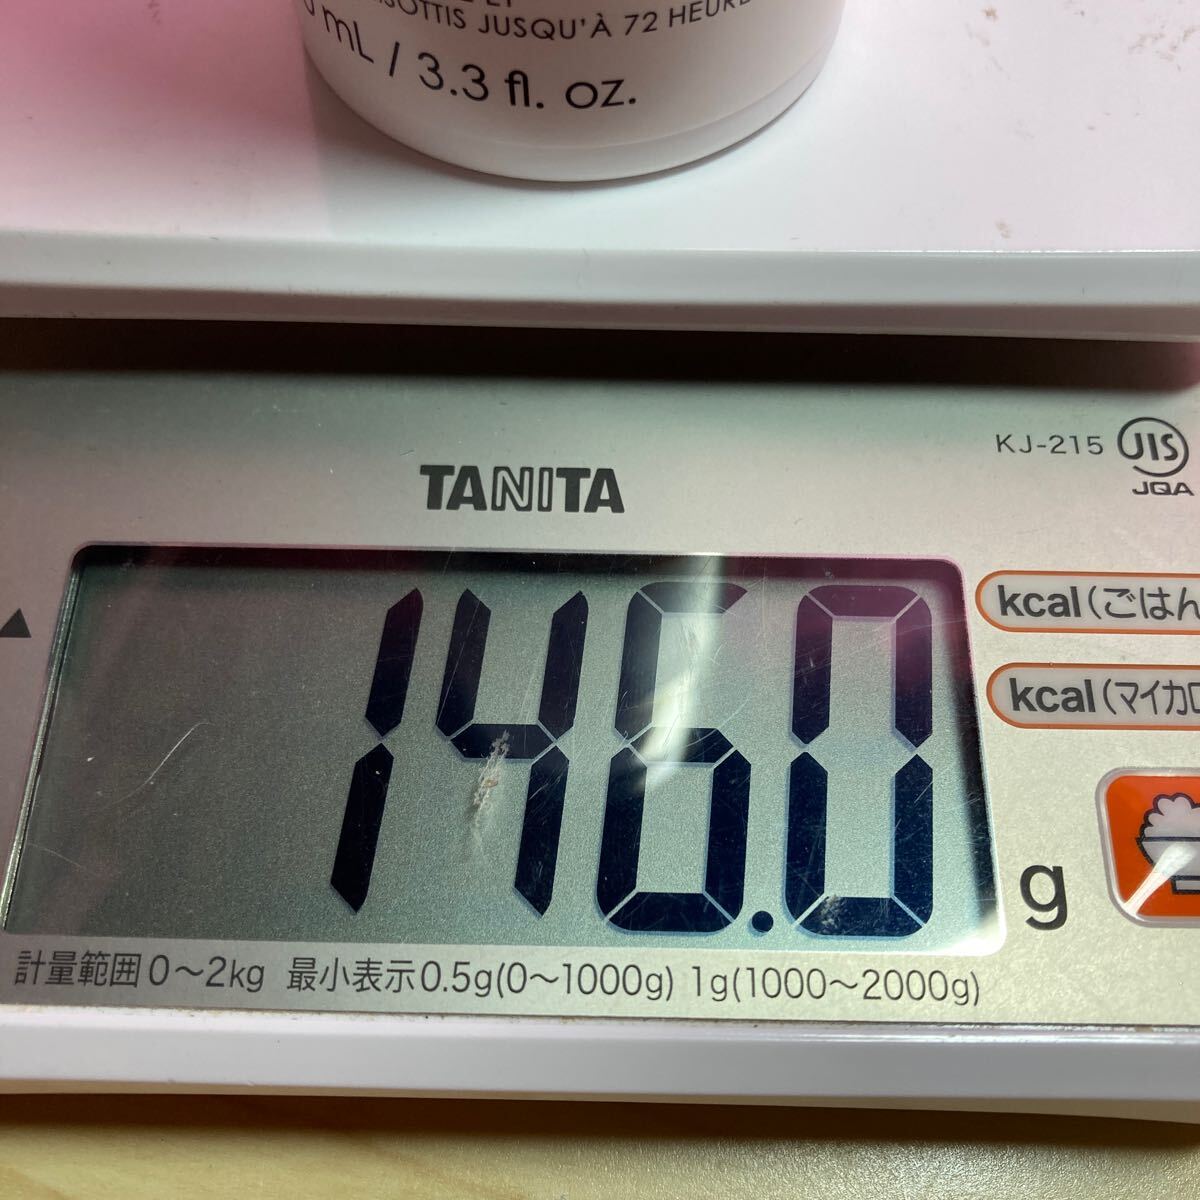 FRISOTTIS JUSQU'À 72 HEURE
mL / 3.3 fl. oz.
KJ-215
JIS
JQA
TANITA
146.0
g
kcal(ごはん
kcal(マイカロ
計量範囲 0〜2kg 最小表示0.5g(0〜1000g) 1g(1000〜2000g)